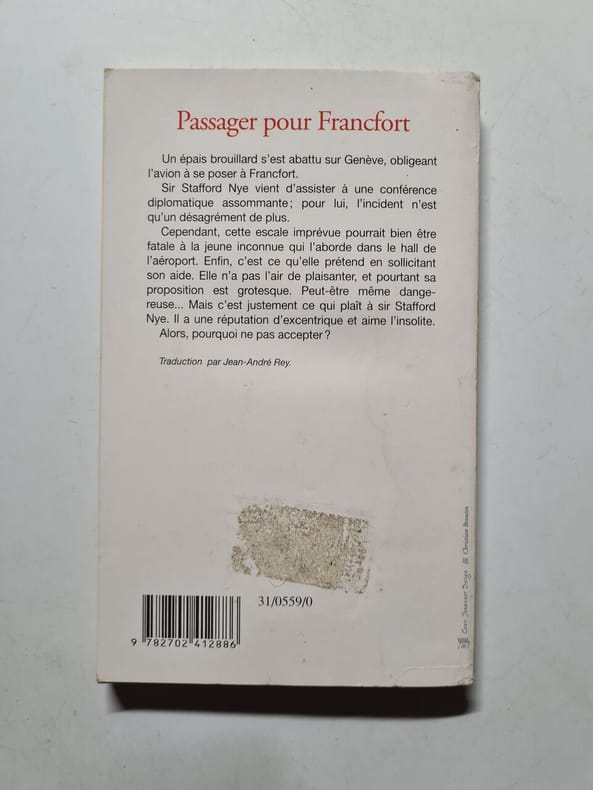 Passager pour Francfort
Un épais brouillard s'est abattu sur Genève, obligeant
l'avion à se poser à Francfort.
Sir Stafford Nye vient d'assister à une conférence
diplomatique assommante ; pour lui, l'incident n'est
qu'un désagrément de plus.
Cependant, cette escale imprévue pourrait bien être
fatale à la jeune inconnue qui l'aborde dans le hall de
l'aéroport. Enfin, c'est ce qu'elle prétend en sollicitant
son aide. Elle n'a pas l'air de plaisanter, et pourtant sa
proposition est grotesque. Peut-être même dange-
reuse... Mais c'est justement ce qui plaît à sir Stafford
Nye. Il a une réputation d'excentrique et aime l'insolite.
Alors, pourquoi ne pas accepter ?
Traduction par Jean-André Rey.
31/0559/0
9 782702 412886